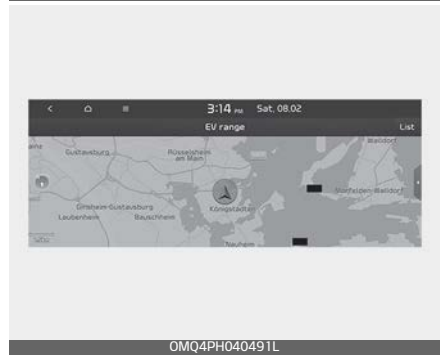 3:14 PM Sat, 08.02
EV range
List
Walldorf
Gustavsburg
Rüsselsheim
am Main
Mörfelden-Walldorf
Ginsheim-Gustavsburg
Königstädten
Laubenheim
Bauschheim
Nauheim
OMQ4PH040491L